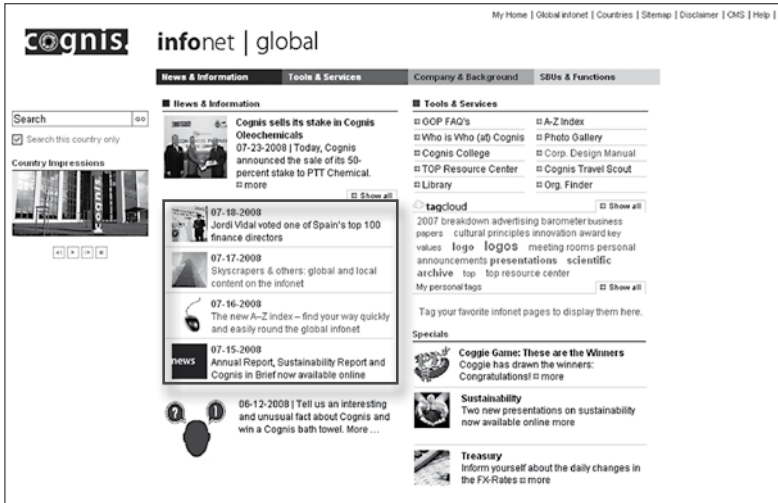 My Home | Global infonet | Countries | Sitemap | Disclaimer | CMS | Help |
cognis.
infonet | global
News & Information
Tools & Services
Company & Background
SBUs & Functions
Search
GO
Search this country only
Country Impressions
News & Information
Cognis sells its stake in Cognis
Oleochemicals
07-23-2008 | Today, Cognis
announced the sale of its 50-
percent stake to PTT Chemical.
more
Show all
07-18-2008
Jordi Vidal voted one of Spain's top 100
finance directors
07-17-2008
Skyscrapers & others: global and local
content on the infonet
07-16-2008
The new A–Z index – find your way quickly
and easily round the global infonet
news
07-15-2008
Annual Report, Sustainability Report and
Cognis in Brief now available online
? !
06-12-2008 | Tell us an interesting
and unusual fact about Cognis and
win a Cognis bath towel. More ...
Tools & Services
GOP FAQ's
A-Z Index
Who is Who (at) Cognis
Photo Gallery
Cognis College
Corp. Design Manual
TOP Resource Center
Cognis Travel Scout
Library
Org. Finder
tagcloud
Show all
2007 breakdown advertising barometer business
papers cultural principles innovation award key
values logo logos meeting rooms personal
announcements presentations scientific
archive top top resource center
My personal tags
Show all
Tag your favorite infonet pages to display them here.
Specials
Coggie Game: These are the Winners
Coggie has drawn the winners:
Congratulations! more
Sustainability
Two new presentations on sustainability
now available online more
Treasury
Inform yourself about the daily changes in
the FX-Rates more